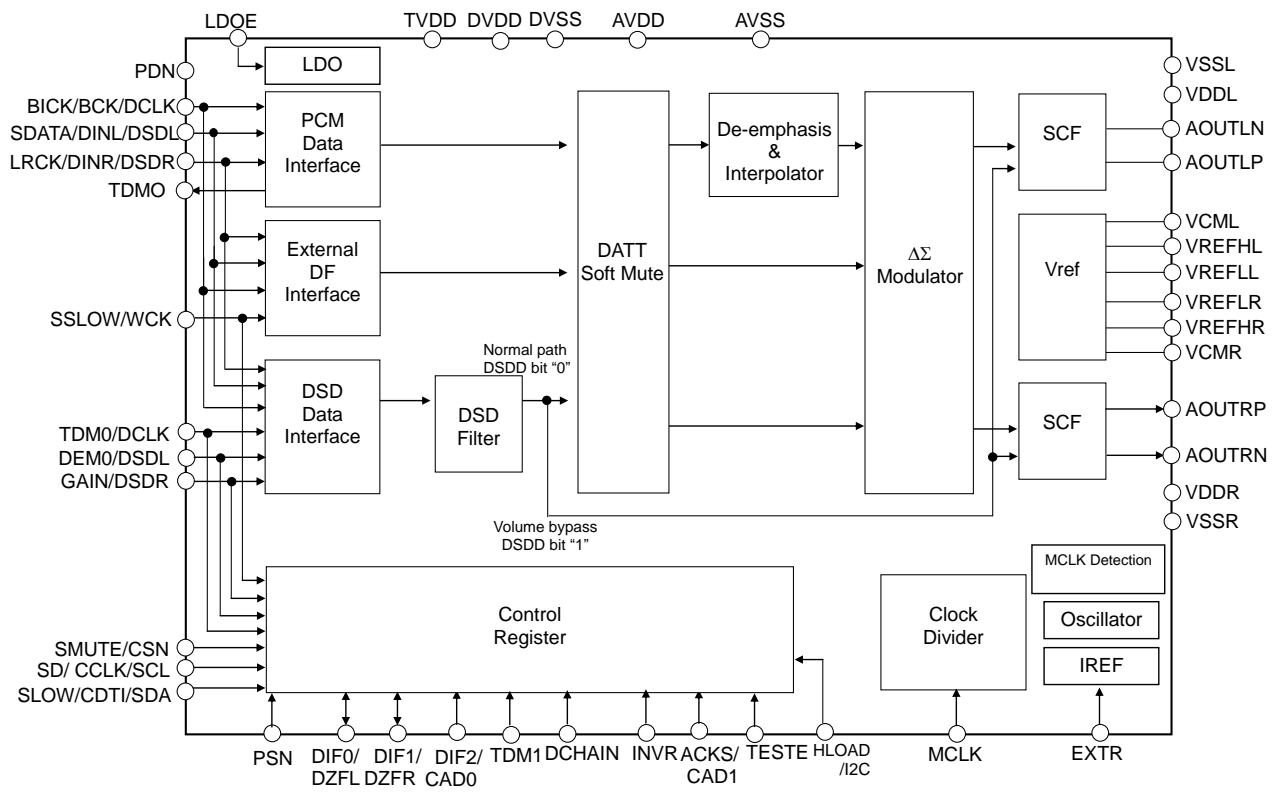 LDOE
TVDD
DVDD
DVSS
AVDD
AVSS
PDN
LDO
VSSL
VDDL
BICK/BCK/DCLK
SDATA/DINL/DSDL
LRCK/DINR/DSDR
TDMO
PCM
Data
Interface
De-emphasis
&
Interpolator
SCF
AOUTLN
AOUTLP
External
DF
Interface
DATT
Soft Mute
ΔΣ
Modulator
Vref
VCML
VREFHL
VREFLL
VREFLR
VREFHR
VCMR
SSLOW/WCK
Normal path
DSDD bit “0”
DSD
Data
Interface
DSD
Filter
SCF
AOUTRP
AOUTRN
TDM0/DCLK
DEM0/DSDL
GAIN/DSDR
VDDR
VSSR
Volume bypass
DSDD bit “1”
MCLK Detection
Control
Register
Clock
Divider
Oscillator
IREF
SMUTE/CSN
SD/ CCLK/SCL
SLOW/CDTI/SDA
PSN
DIF0/
DZFL
DIF1/
DZFR
DIF2/
CAD0
TDM1
DCHAIN
INVR
ACKS/
CAD1
TESTE
HLOAD
/I2C
MCLK
EXTR